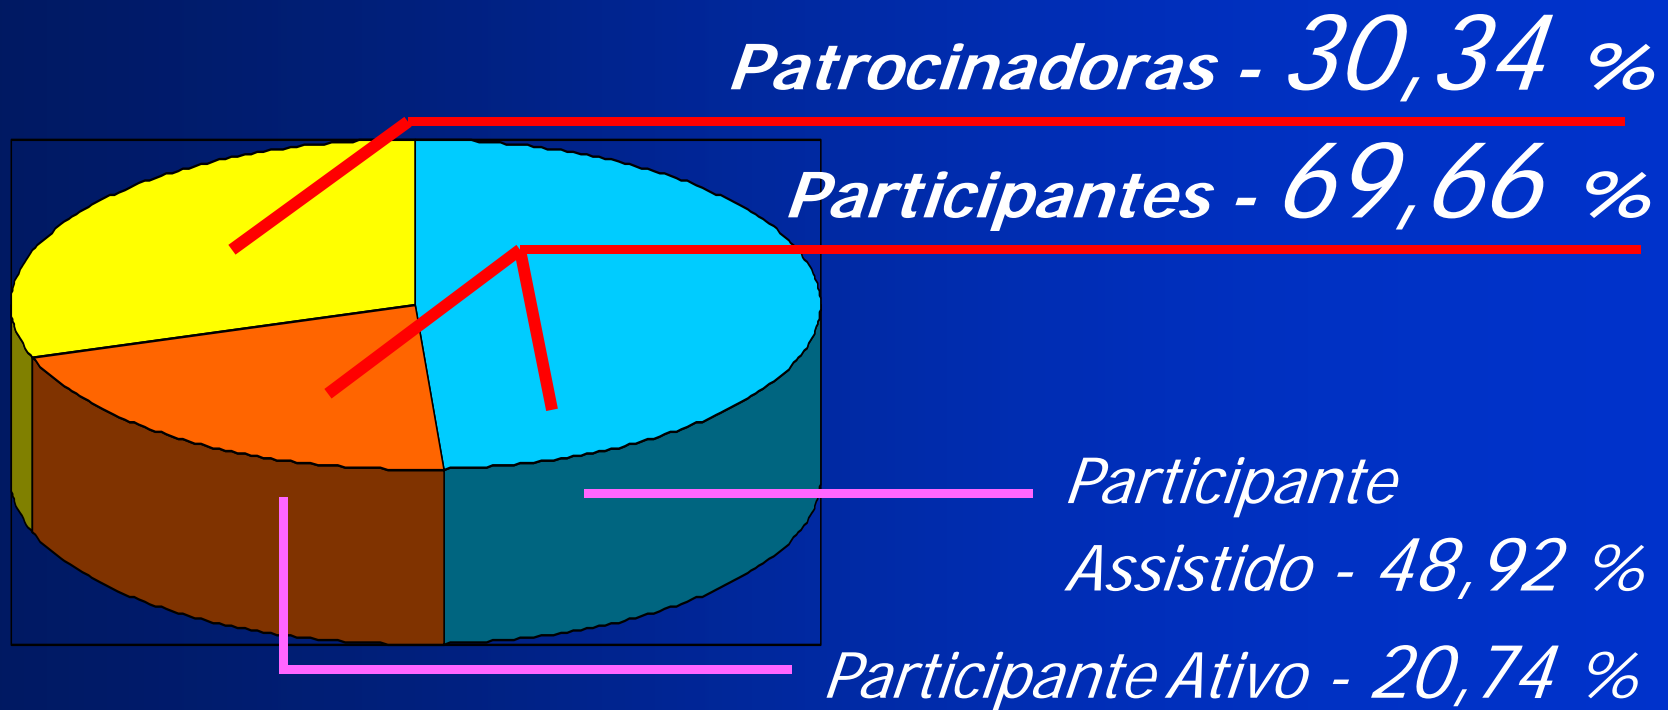 Patrocinadoras - 30,34 %
Participantes - 69,66 %
Participante
Assistido - 48,92 %
Participante Ativo - 20,74 %